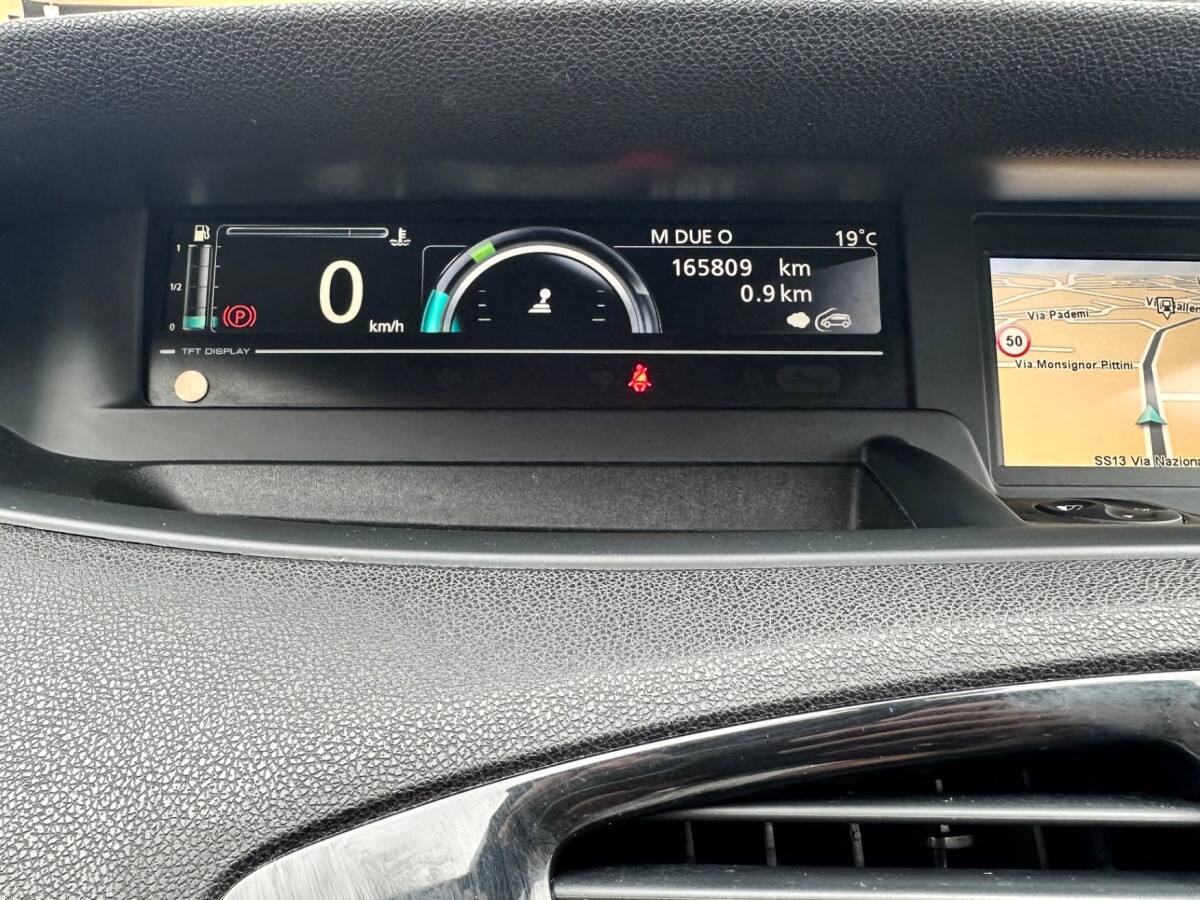 M DUE O 19°C
1
165809 km
0
1/2
0.9 km
P
0
km/h
TFT DISPLAY
Via Pademi
50
Via Monsignor Pittini
SS13 Via Naziona